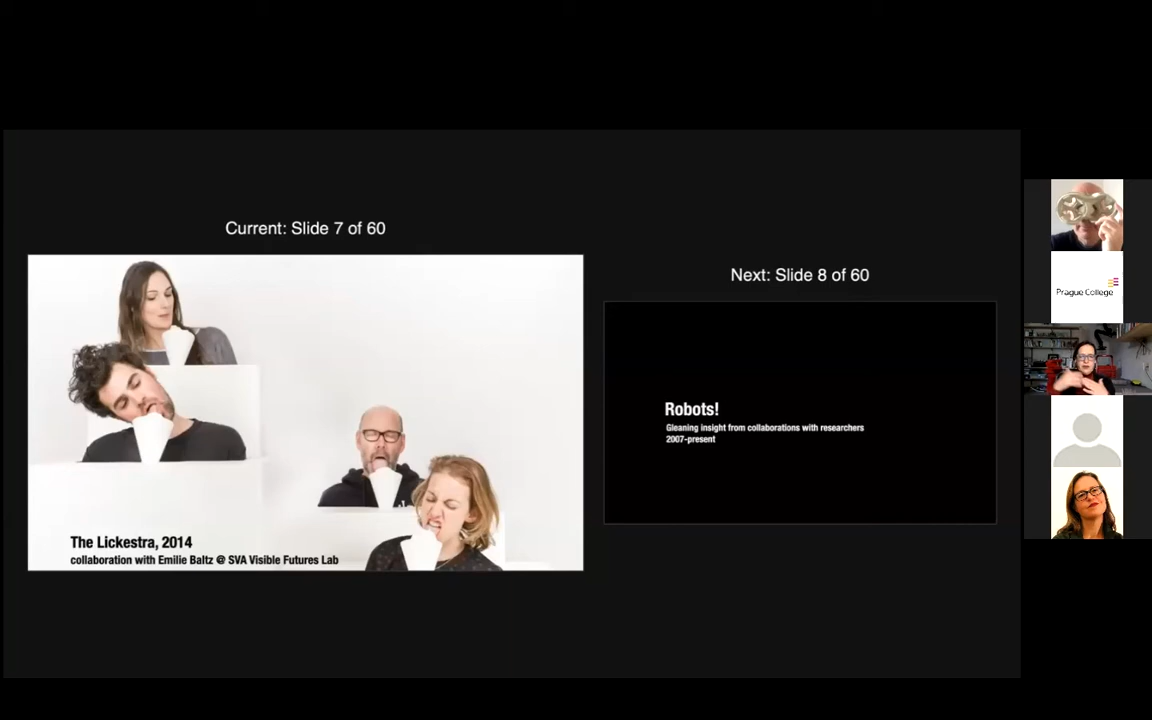 Current: Slide 7 of 60
The Lickestra, 2014
collaboration with Emilie Baltz @ SVA Visible Futures Lab
Next: Slide 8 of 60
Robots!
Gleaning insight from collaborations with researchers
2007-present
Prague College